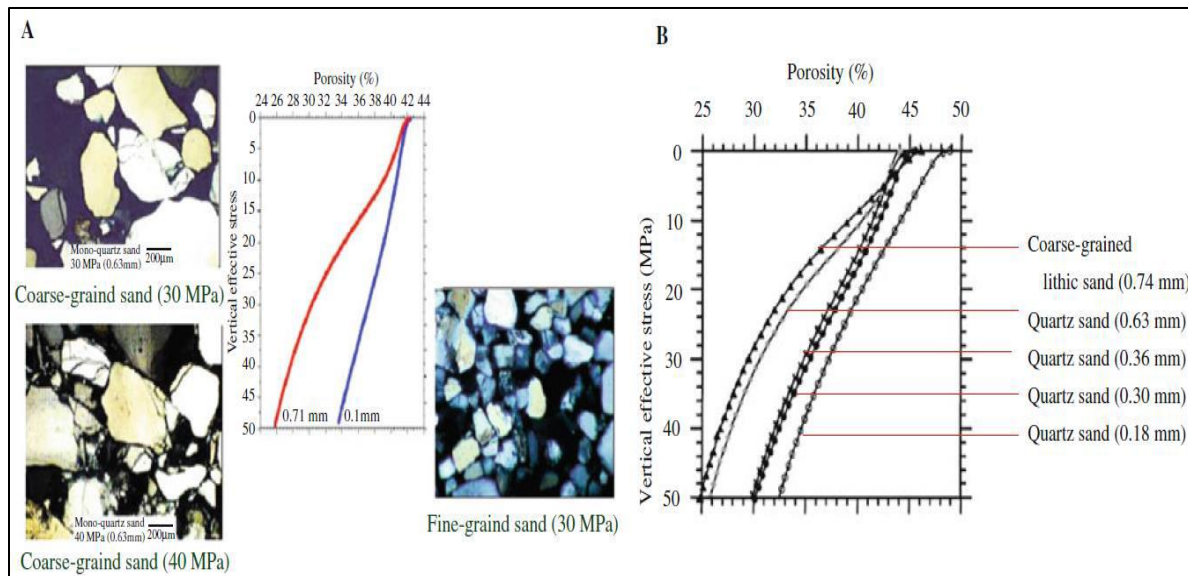 A
Mono-quartz sand
30 MPa (0.63mm)
200µm
Coarse-graind sand (30 MPa)
Mono-quartz sand
40 MPa (0.63mm)
200µm
Coarse-graind sand (40 MPa)
Porosity (%)
24 26 28 30 32 34 36 38 40 42 44
Vertical effective stress
0
5
10
15
20
25
30
35
40
45
50
0.71 mm
0.1mm
Fine-graind sand (30 MPa)
B
Porosity (%)
25 30 35 40 45 50
Vertical effective stress (MPa)
0
10
20
30
40
50
Coarse-grained
lithic sand (0.74 mm)
Quartz sand (0.63 mm)
Quartz sand (0.36 mm)
Quartz sand (0.30 mm)
Quartz sand (0.18 mm)